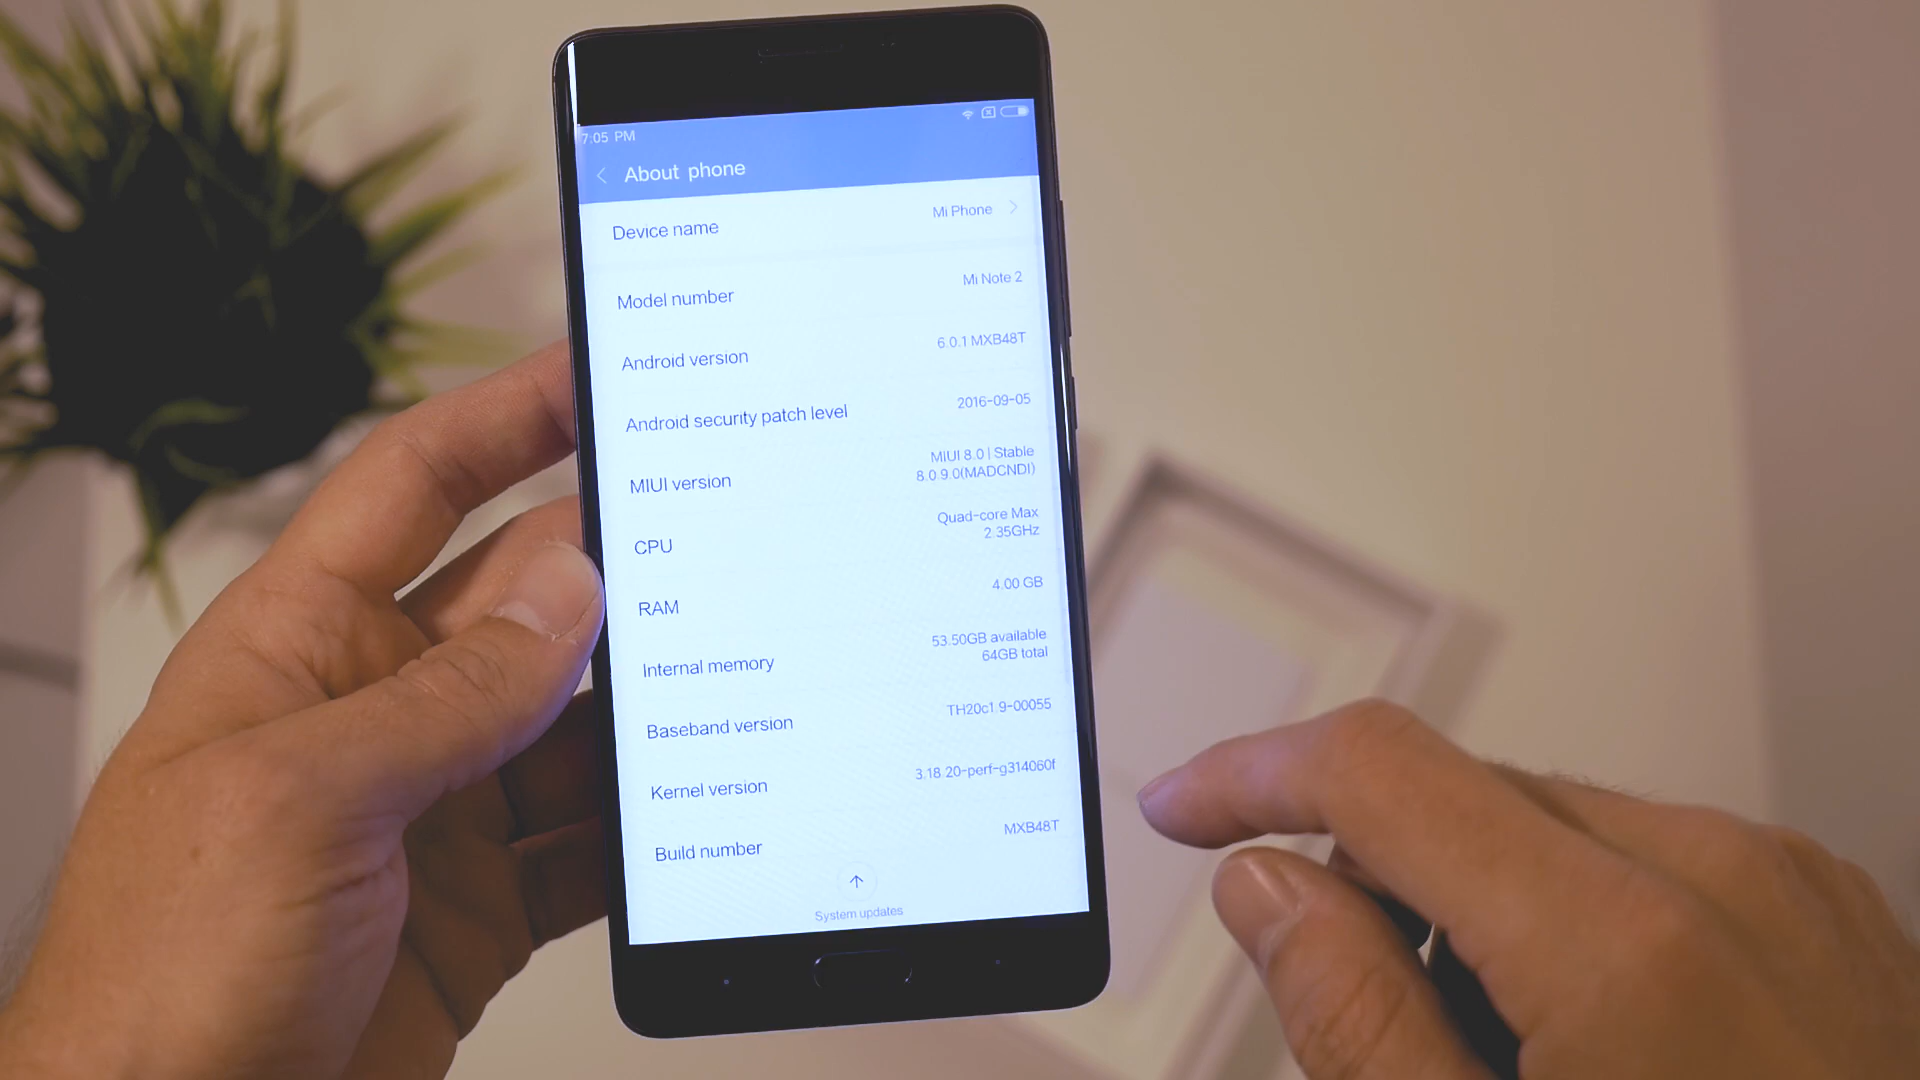 7:05 PM
About phone
Device name
Mi Phone
Model number
Mi Note 2
Android version
6.0.1 MXB48T
Android security patch level
2016-09-05
MIUI version
MIUI 8.0 | Stable
8.0.9.0(MADCNDI)
CPU
Quad-core Max
2.35GHz
RAM
4.00 GB
Internal memory
53.50GB available
64GB total
Baseband version
TH20c1.9-00055
Kernel version
3.18.20-perf-g314060f
Build number
MXB48T
System updates